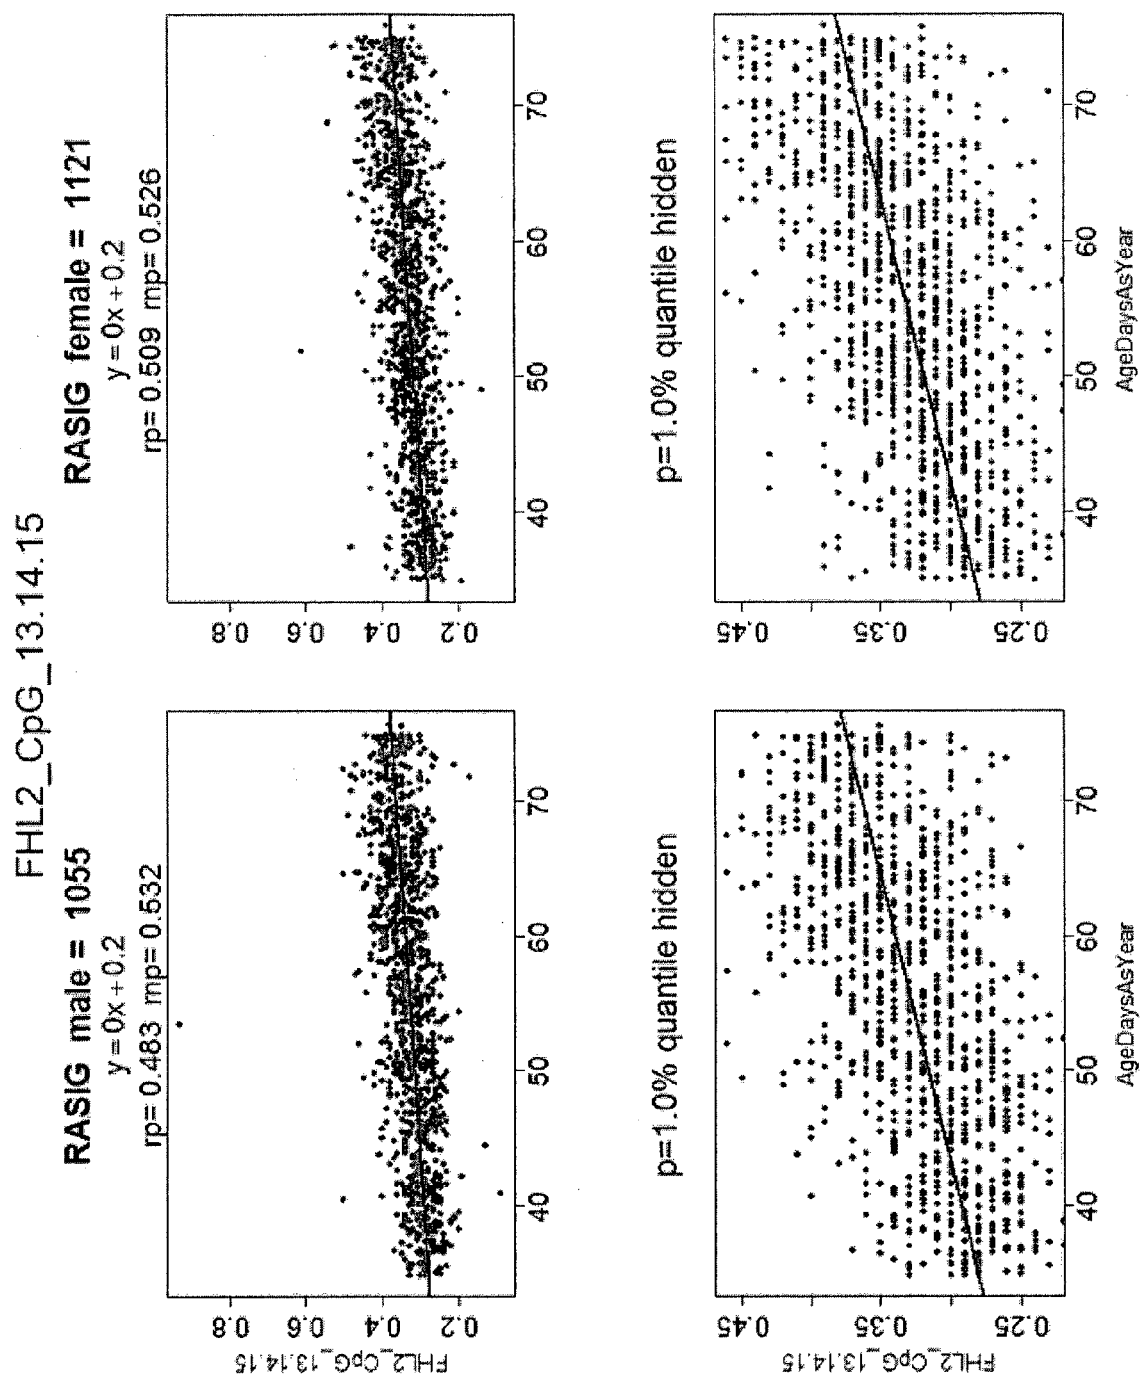 FHL2_CpG_13.14.15
RASIG male = 1055
y = 0x + 0.2
rp= 0.483 mp= 0.532
RASIG female = 1121
y = 0x + 0.2
rp= 0.509 mp= 0.526
FHL2_CpG_13.14.15
0.8
0.6
0.4
0.2
40 50 60 70
0.8
0.6
0.4
0.2
40 50 60 70
p=1.0% quantile hidden
p=1.0% quantile hidden
FHL2_CpG_13.14.15
0.45
0.35
0.25
40 50 60 70
AgeDaysAsYear
0.45
0.35
0.25
40 50 60 70
AgeDaysAsYear